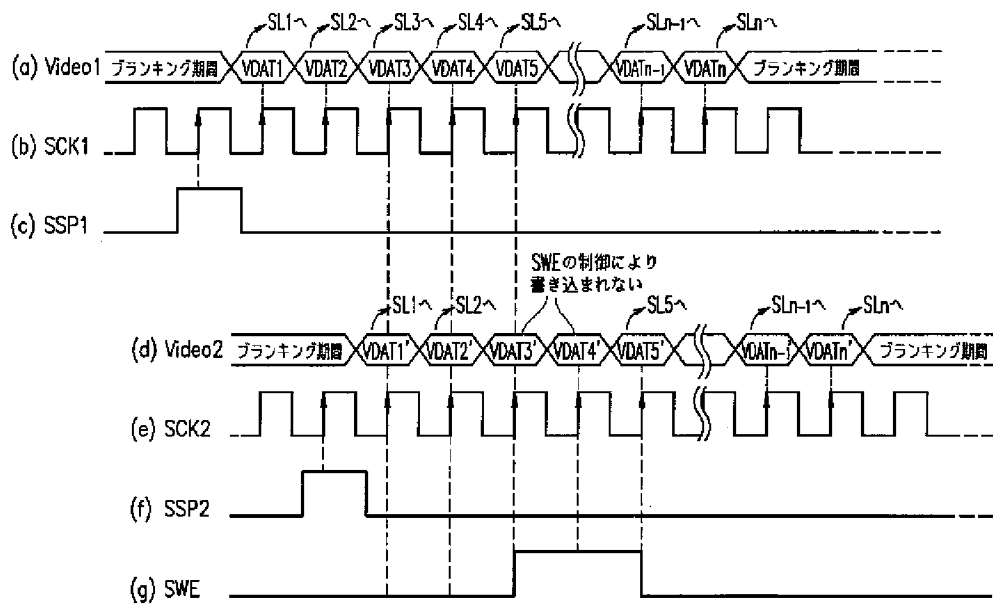 SL1へ SL2へ SL3へ SL4へ SL5へ SLn-1へ SLnへ
(a) Video1 ブランキング期間 VDAT1 VDAT2 VDAT3 VDAT4 VDAT5 VDATn-1 VDATn ブランキング期間
(b) SCK1
(c) SSP1
SWEの制御により
書き込まれない
SL1へ SL2へ SL5へ SLn-1へ SLnへ
(d) Video2 ブランキング期間 VDAT1' VDAT2' VDAT3' VDAT4' VDAT5' VDATn-1' VDATn' ブランキング期間
(e) SCK2
(f) SSP2
(g) SWE